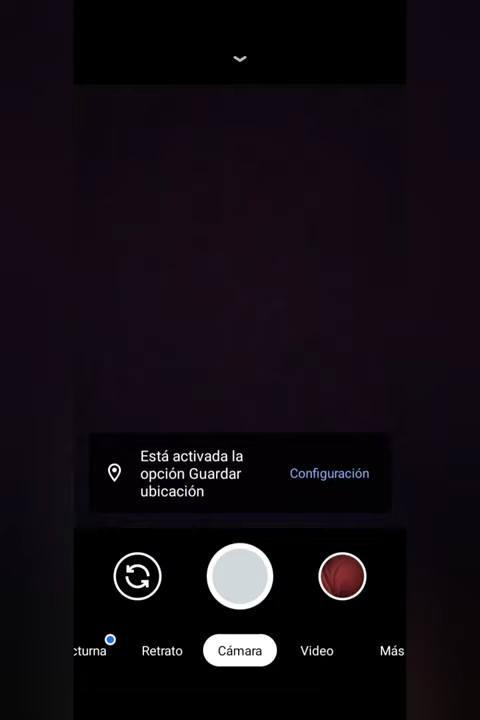 Está activada la
opción Guardar
ubicación
Configuración
cturna
Retrato
Cámara
Video
Más